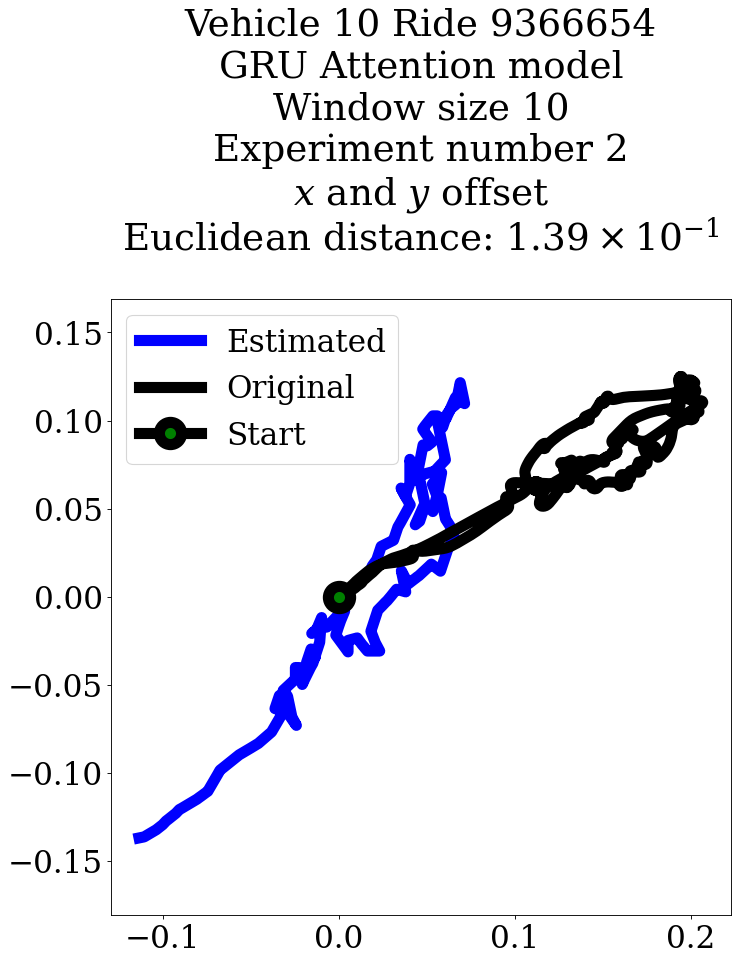 Vehicle 10 Ride 9366654
GRU Attention model
Window size 10
Experiment number 2
x and y offset
Euclidean distance: 1.39 × 10⁻¹
Estimated
Original
Start
0.15
0.10
0.05
0.00
−0.05
−0.10
−0.15
−0.1
0.0
0.1
0.2